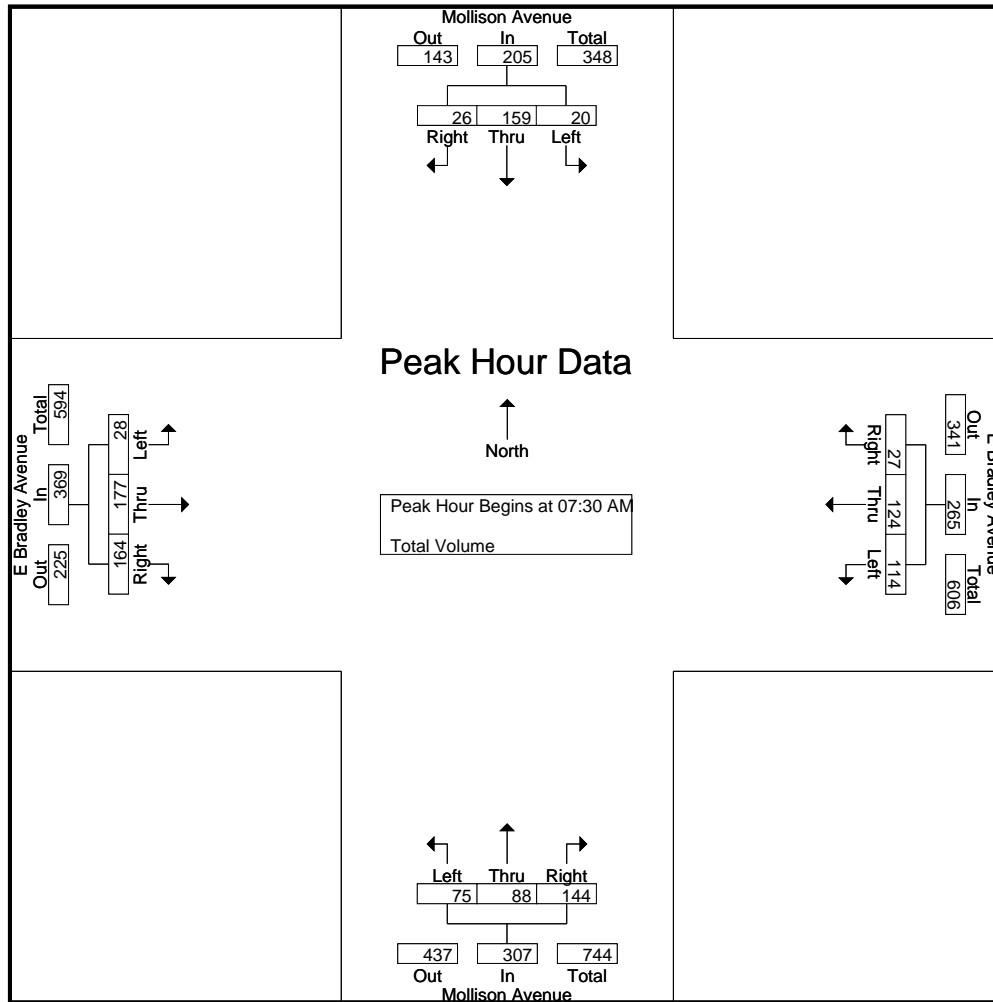 Mollison Avenue
Out In Total
143 205 348
26 159 20
Right Thru Left
Peak Hour Data
North
Peak Hour Begins at 07:30 AM
Total Volume
E Bradley Avenue
Out In Total
225 369 594
164 177 28
Right Thru Left
E Bradley Avenue
Out In Total
341 265 606
27 124 114
Right Thru Left
Left Thru Right
75 88 144
437 307 744
Out In Total
Mollison Avenue